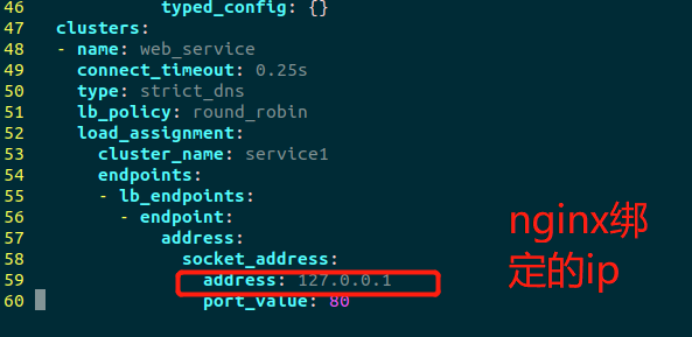 46 typed_config: {}
47 clusters:
48 - name: web_service
49 connect_timeout: 0.25s
50 type: strict_dns
51 lb_policy: round_robin
52 load_assignment:
53 cluster_name: service1
54 endpoints:
55 - lb_endpoints:
56 - endpoint:
57 address:
58 socket_address:
59 address: 127.0.0.1
60 port_value: 80
nginx绑
定的ip